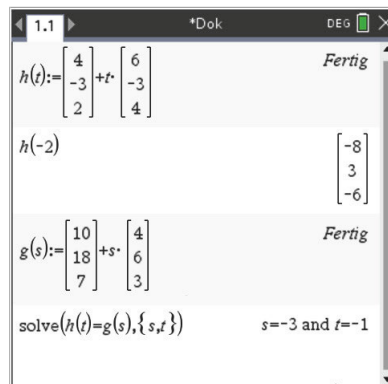 1.1 *Dok DEG
h(t):=[4 -3 2]+t·[6 -3 4] Fertig
h(-2) [-8 3 -6]
g(s):=[10 18 7]+s·[4 6 3] Fertig
solve(h(t)=g(s),{s,t}) s=-3 and t=-1